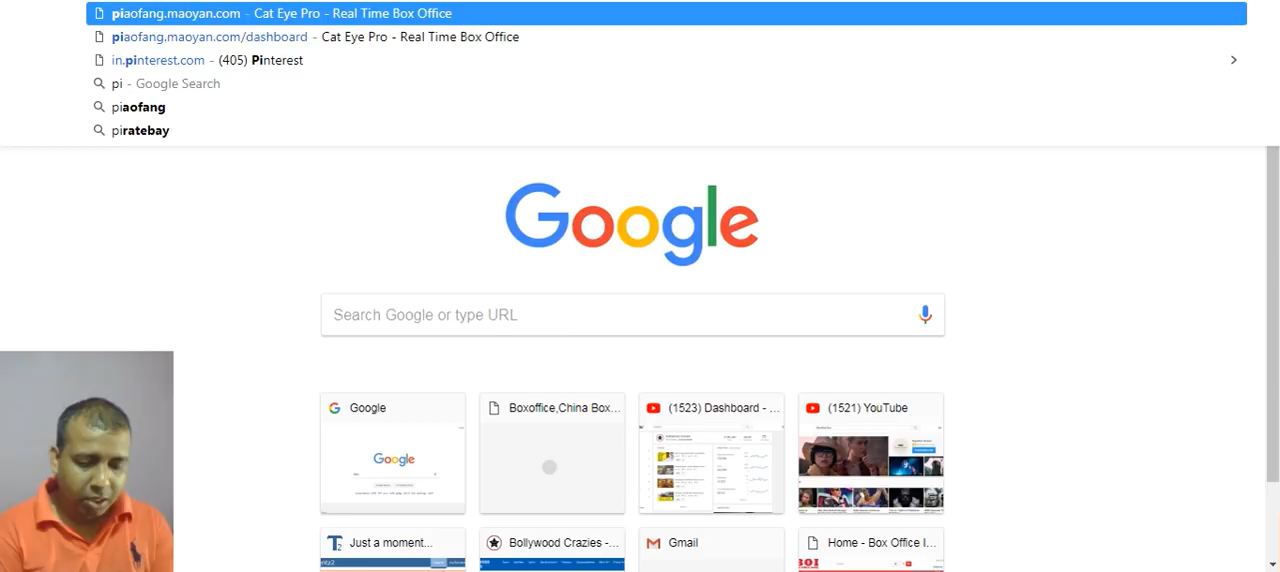 piaofang.maoyan.com - Cat Eye Pro - Real Time Box Office
piaofang.maoyan.com/dashboard - Cat Eye Pro - Real Time Box Office
in.pinterest.com - (405) Pinterest
pi - Google Search
piaofang
piratebay
Google
Search Google or type URL
Google
Boxoffice,China Box...
(1523) Dashboard - ...
(1521) YouTube
Google
Just a moment...
Bollywood Crazies -...
Gmail
Home - Box Office I...